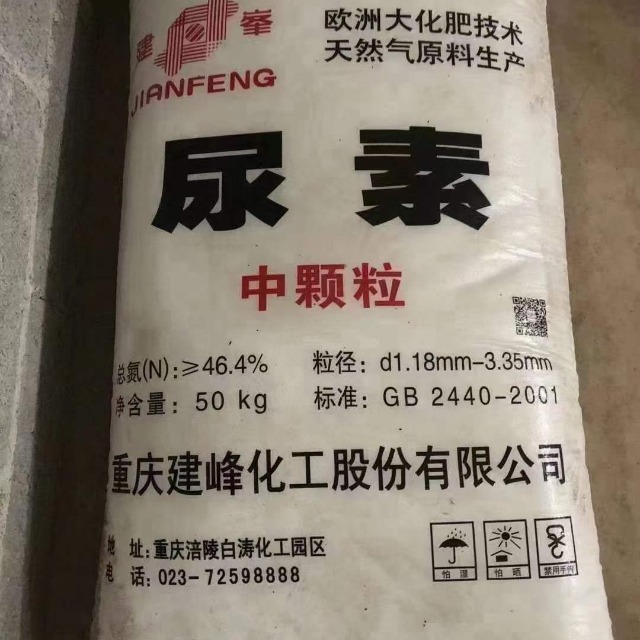 建峯
JIANFENG
欧洲大化肥技术
天然气原料生产
尿素
中颗粒
总氮(N): ≥46.4%
粒径: d1.18mm-3.35mm
净含量: 50 kg
标准: GB 2440-2001
重庆建峰化工股份有限公司
地 址: 重庆涪陵白涛化工园区
电 话: 023-72598888
怕湿
怕晒
禁用手钩